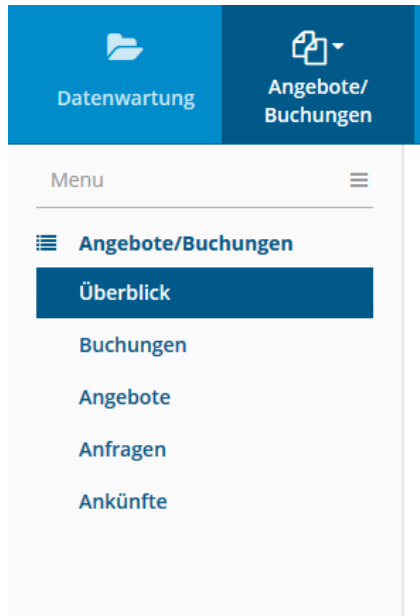 Datenwartung
Angebote/
Buchungen
Menu
Angebote/Buchungen
Überblick
Buchungen
Angebote
Anfragen
Ankünfte